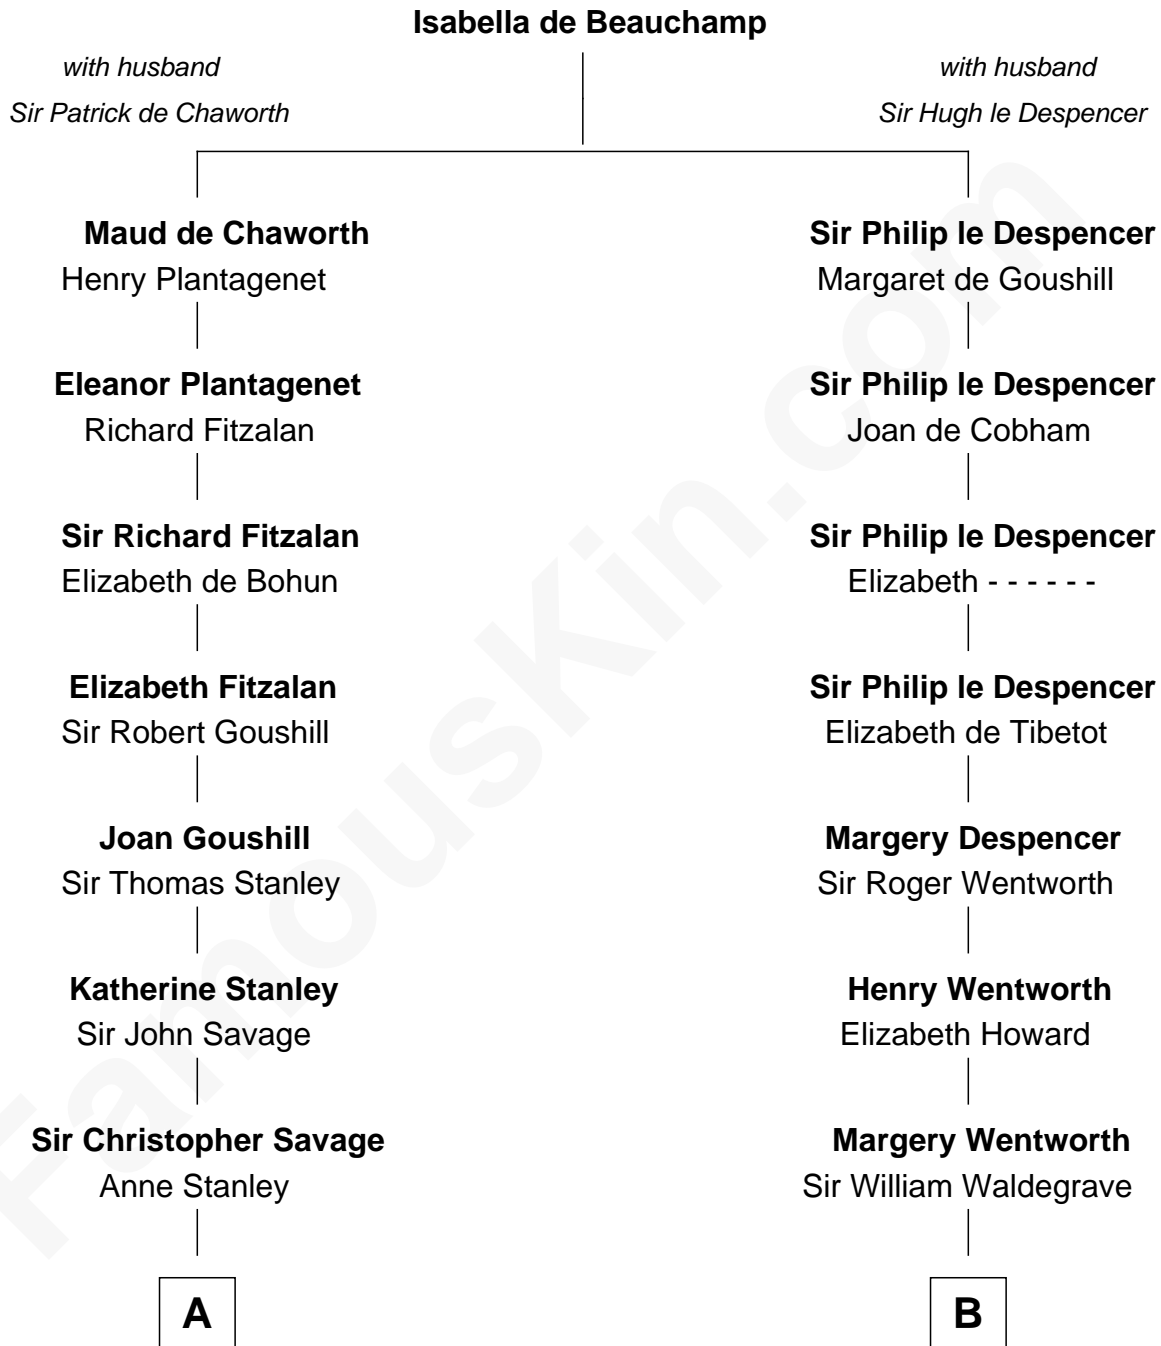 Isabella de Beauchamp
with husband
Sir Patrick de Chaworth
with husband
Sir Hugh le Despencer
Maud de Chaworth
Henry Plantagenet
Sir Philip le Despencer
Margaret de Goushill
Eleanor Plantagenet
Richard Fitzalan
Sir Philip le Despencer
Joan de Cobham
Sir Richard Fitzalan
Elizabeth de Bohun
Sir Philip le Despencer
Elizabeth - - - - - -
Elizabeth Fitzalan
Sir Robert Goushill
Sir Philip le Despencer
Elizabeth de Tibetot
Joan Goushill
Sir Thomas Stanley
Margery Despencer
Sir Roger Wentworth
Katherine Stanley
Sir John Savage
Henry Wentworth
Elizabeth Howard
Sir Christopher Savage
Anne Stanley
Margery Wentworth
Sir William Waldegrave
A
B
FamousKin.com